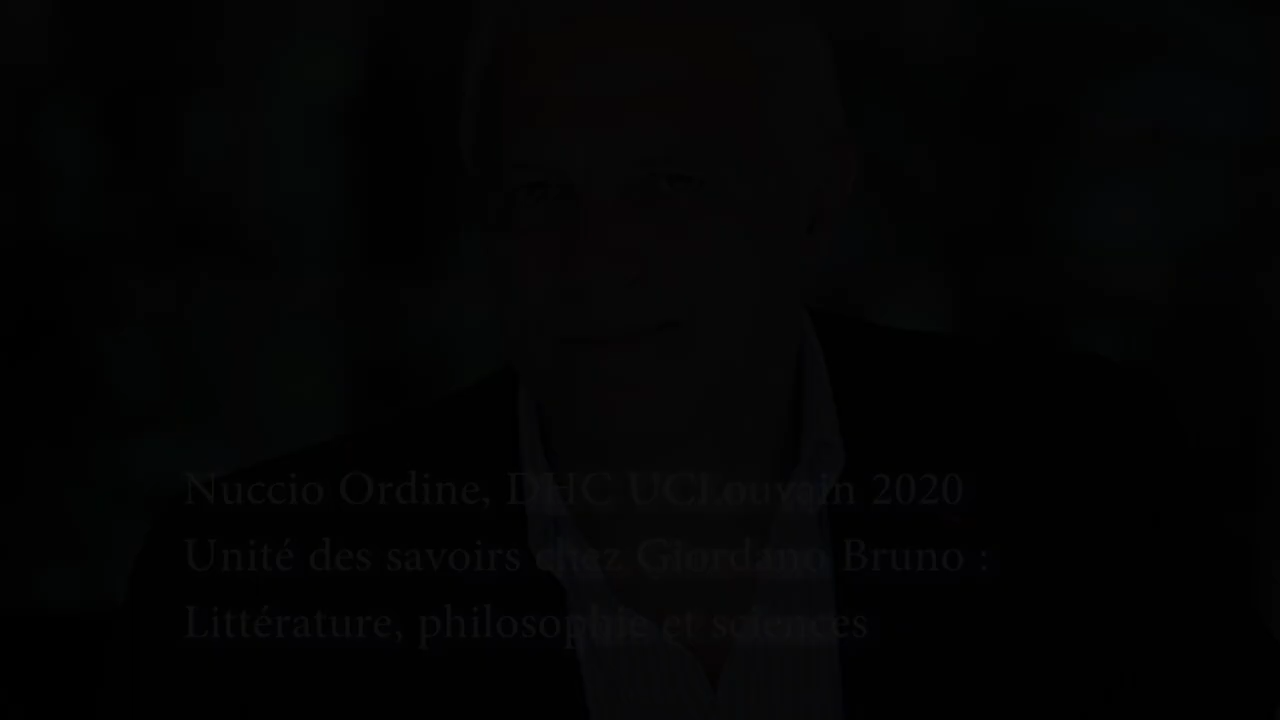 Nuccio Ordine, DHC UCLouvain 2020
Unité des savoirs chez Giordano Bruno :
Littérature, philosophie et sciences